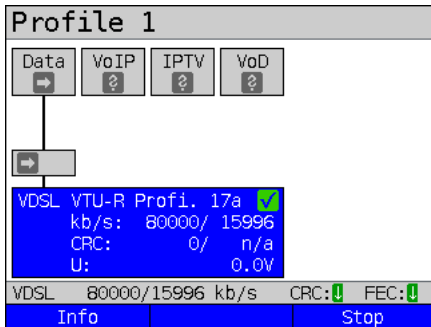 Profile 1
Data VoIP IPTV VoD
VDSL VTU-R Profi. 17a
kb/s: 80000/ 15996
CRC: 0/ n/a
U: 0.0V
VDSL 80000/15996 kb/s CRC: FEC:
Info Stop